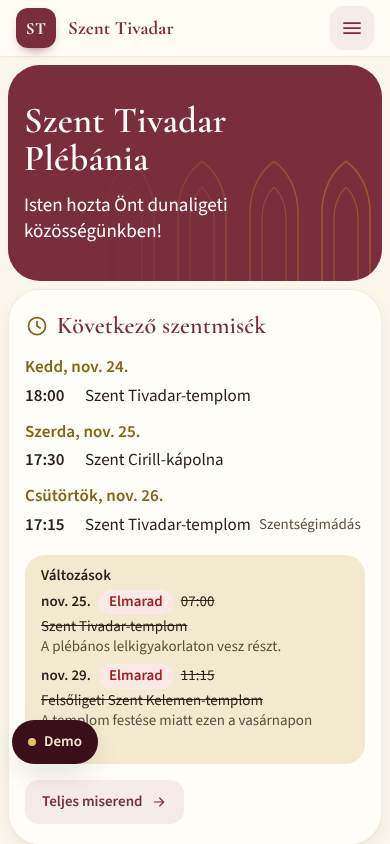 ST Szent Tivadar
Szent Tivadar
Plébánia
Isten hozta Önt dunaligeti
közösségünkben!
Következő szentmisék
Kedd, nov. 24.
18:00 Szent Tivadar-templom
Szerda, nov. 25.
17:30 Szent Cirill-kápolna
Csütörtök, nov. 26.
17:15 Szent Tivadar-templom Szentségimádás
Változások
nov. 25. Elmarad 07:00
Szent Tivadar-templom
A plébános lelkigyakorlaton vesz részt.
nov. 29. Elmarad 11:15
Felsőligeti Szent Kelemen-templom
A templom festése miatt ezen a vasárnapon
Demo
Teljes miserend